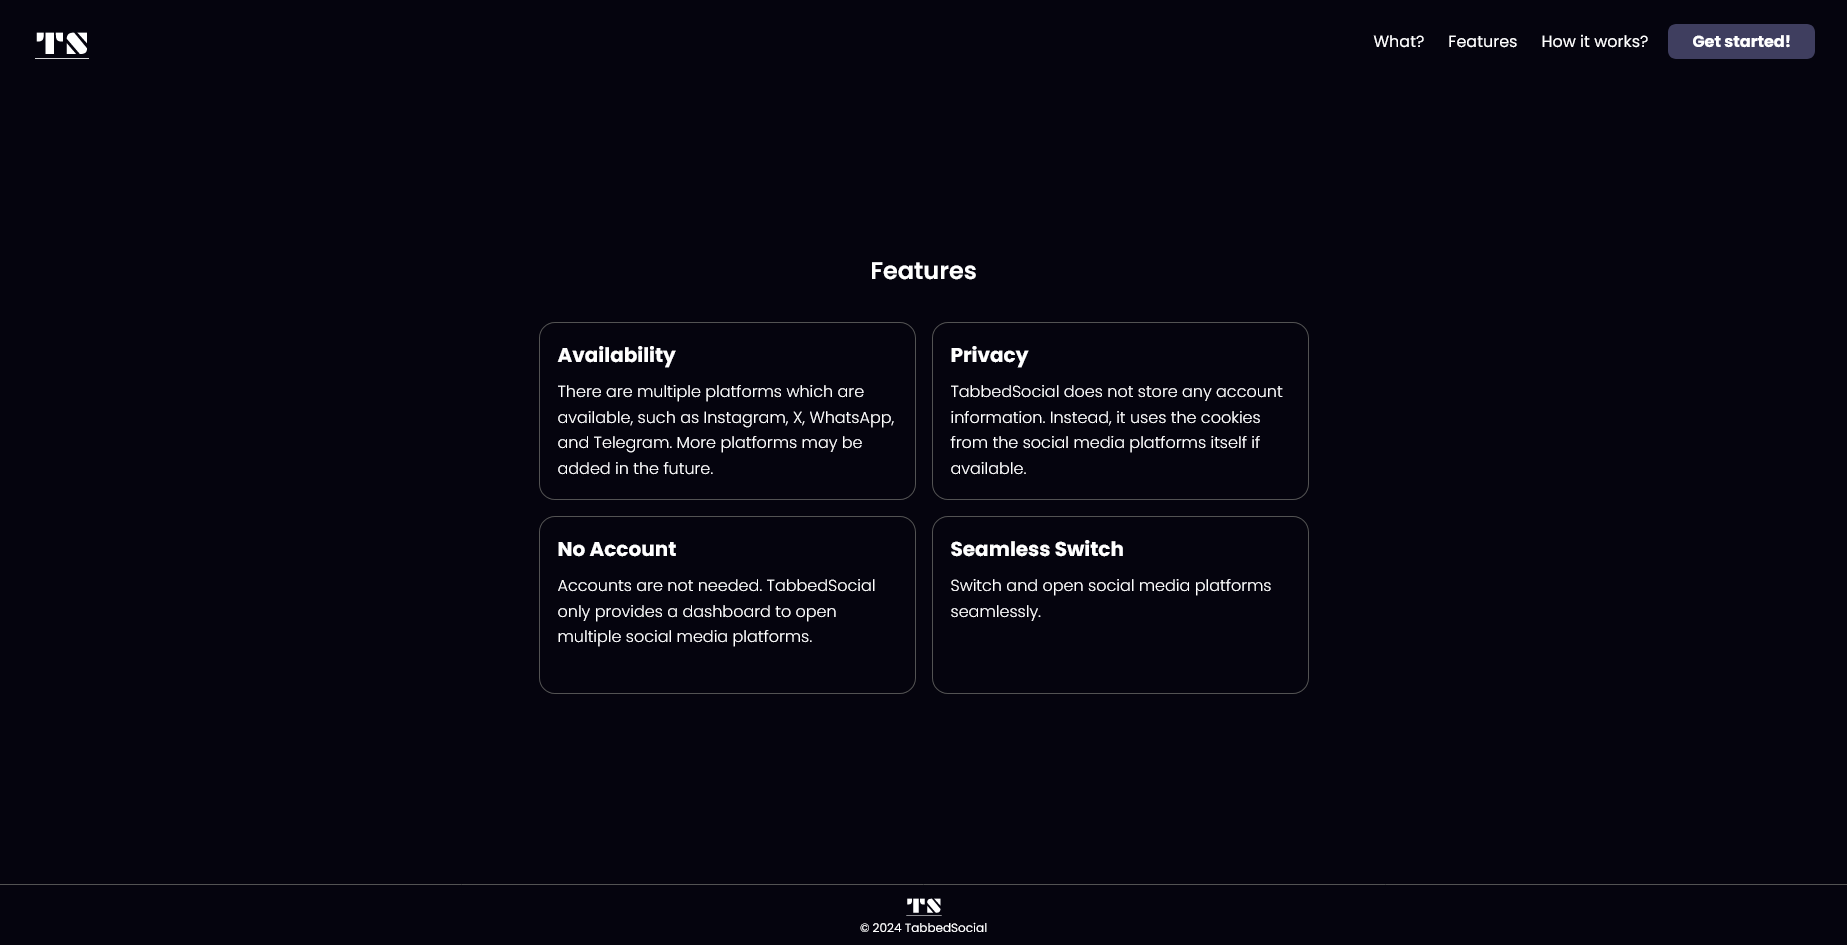 TS
What?
Features
How it works?
Get started!
Features
Availability
There are multiple platforms which are
available, such as Instagram, X, WhatsApp,
and Telegram. More platforms may be
added in the future.
Privacy
TabbedSocial does not store any account
information. Instead, it uses the cookies
from the social media platforms itself if
available.
No Account
Accounts are not needed. TabbedSocial
only provides a dashboard to open
multiple social media platforms.
Seamless Switch
Switch and open social media platforms
seamlessly.
TS
© 2024 TabbedSocial